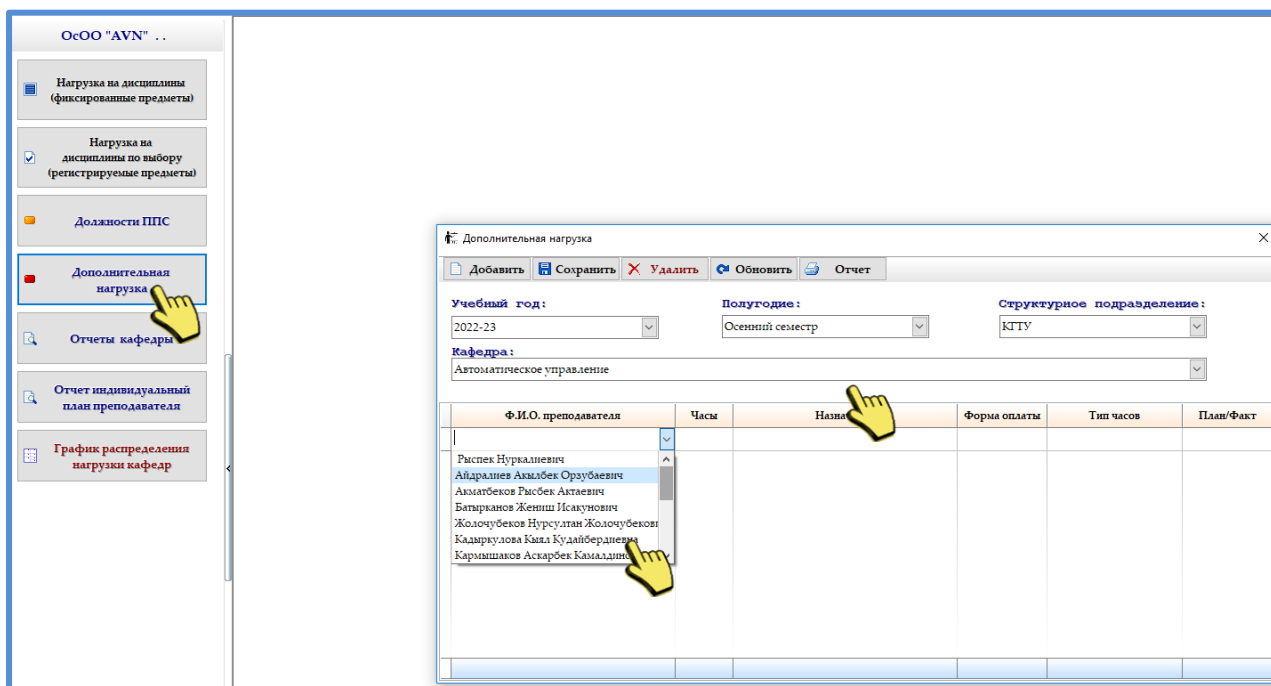 ОсОО "AVN" . .
Нагрузка на дисциплины
(фиксированные предметы)
Нагрузка на
дисциплины по выбору
(регистрируемые предметы)
Должности ППС
Дополнительная
нагрузка
Отчеты кафедры
Отчет индивидуальный
план преподавателя
График распределения
нагрузки кафедр
Дополнительная нагрузка
Добавить Сохранить Удалить Обновить Отчет
Учебный год: Полугодие: Структурное подразделение:
2022-23 Осенний семестр КГТУ
Кафедра:
Автоматическое управление
Ф.И.О. преподавателя Часы Форма оплаты Тип часов План/Факт
Рыспек Нуркалиевич
Айдралиев Акылбек Орзубаевич
Акматбеков Рысбек Актаевич
Батырканов Жениш Исакунович
Жолочубеков Нурсултан
Кадыркулова Кыял Кудайбердиевна
Кармышаков Аскарбек